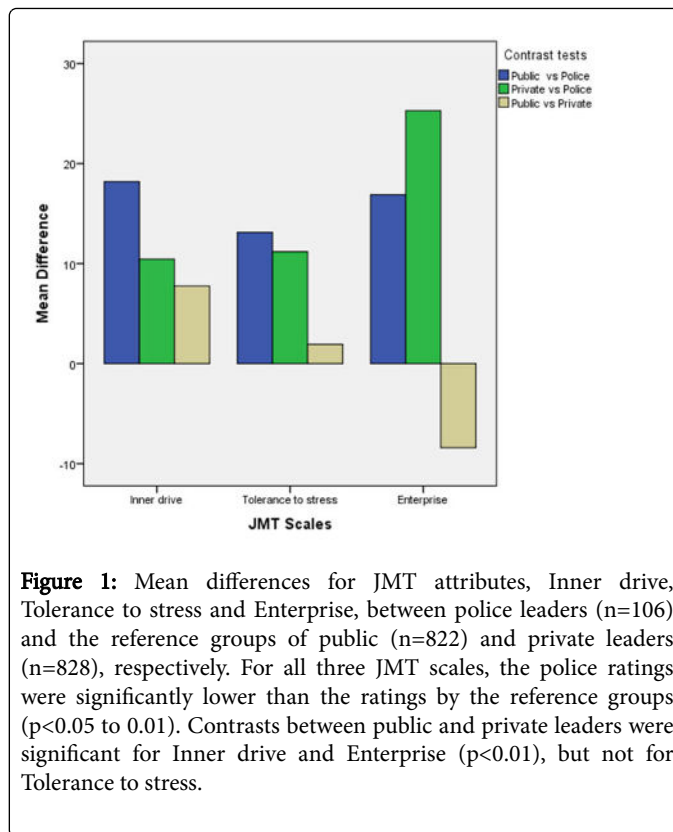 Contrast tests
Public vs Police
Private vs Police
Public vs Private
30
20
10
0
-10
Mean Difference
Inner drive
Tolerance to stress
Enterprise
JMT Scales
Figure 1: Mean differences for JMT attributes, Inner drive,
Tolerance to stress and Enterprise, between police leaders (n=106)
and the reference groups of public (n=822) and private leaders
(n=828), respectively. For all three JMT scales, the police ratings
were significantly lower than the ratings by the reference groups
(p<0.05 to 0.01). Contrasts between public and private leaders were
significant for Inner drive and Enterprise (p<0.01), but not for
Tolerance to stress.